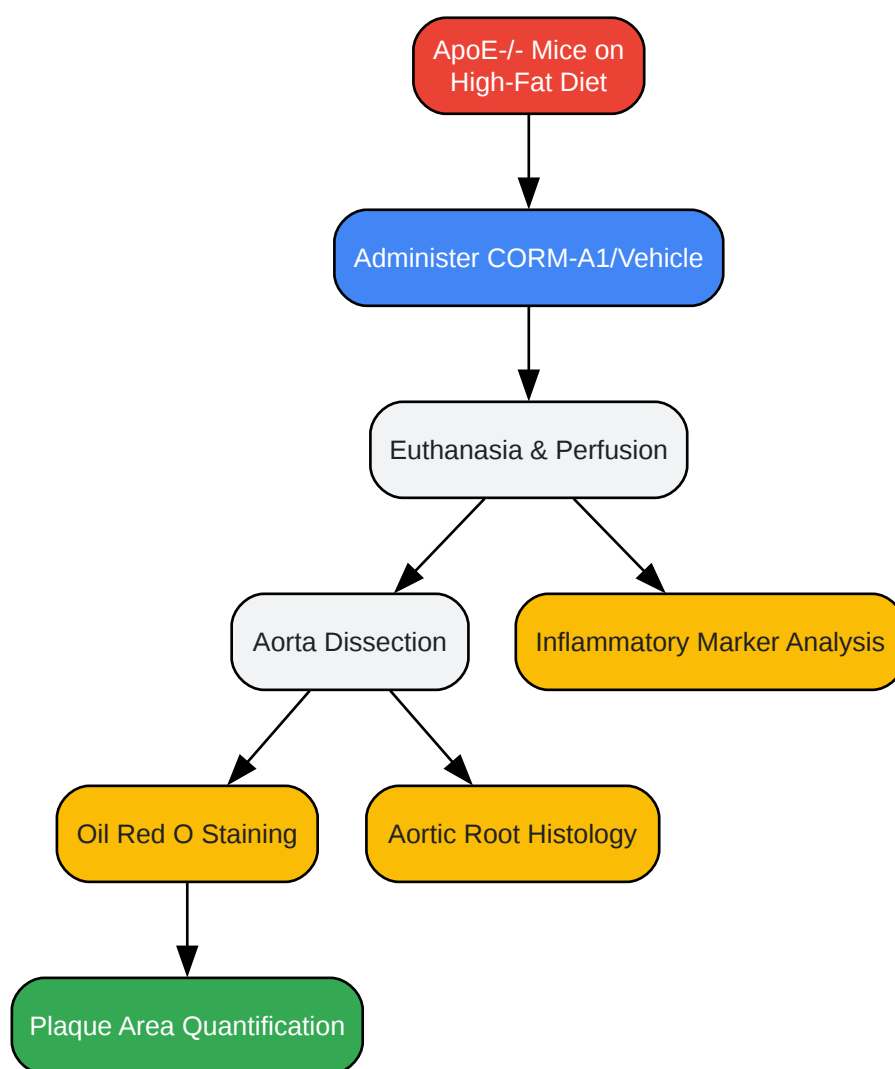 ApoE-/- Mice on
High-Fat Diet
Administer CORM-A1/Vehicle
Euthanasia & Perfusion
Aorta Dissection
Inflammatory Marker Analysis
Oil Red O Staining
Aortic Root Histology
Plaque Area Quantification